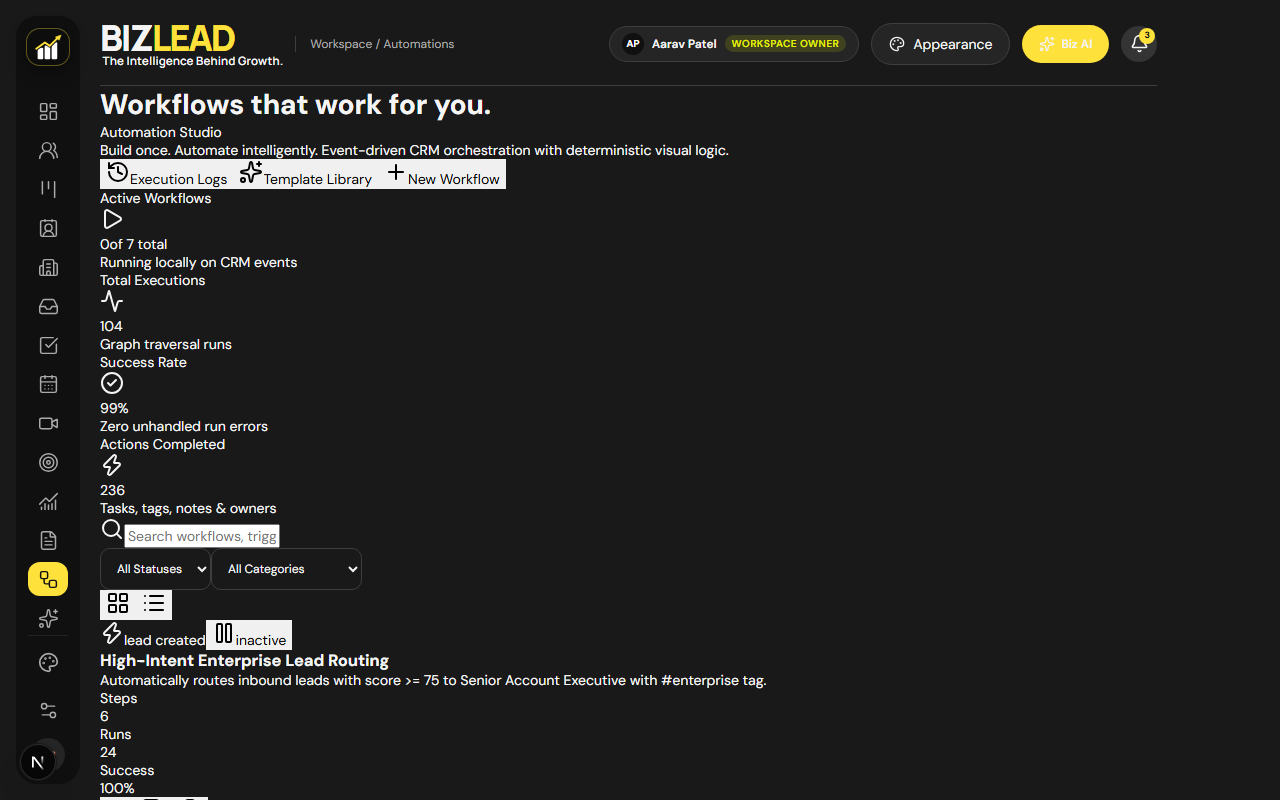 BIZLEAD
The Intelligence Behind Growth.
Workspace / Automations
AP Aarav Patel WORKSPACE OWNER
Appearance
Biz AI
3
Workflows that work for you.
Automation Studio
Build once. Automate intelligently. Event-driven CRM orchestration with deterministic visual logic.
Execution Logs Template Library New Workflow
Active Workflows
0of 7 total
Running locally on CRM events
Total Executions
104
Graph traversal runs
Success Rate
99%
Zero unhandled run errors
Actions Completed
236
Tasks, tags, notes & owners
Search workflows, trigg
All Statuses All Categories
lead created inactive
High-Intent Enterprise Lead Routing
Automatically routes inbound leads with score >= 75 to Senior Account Executive with #enterprise tag.
Steps
6
Runs
24
Success
100%
N